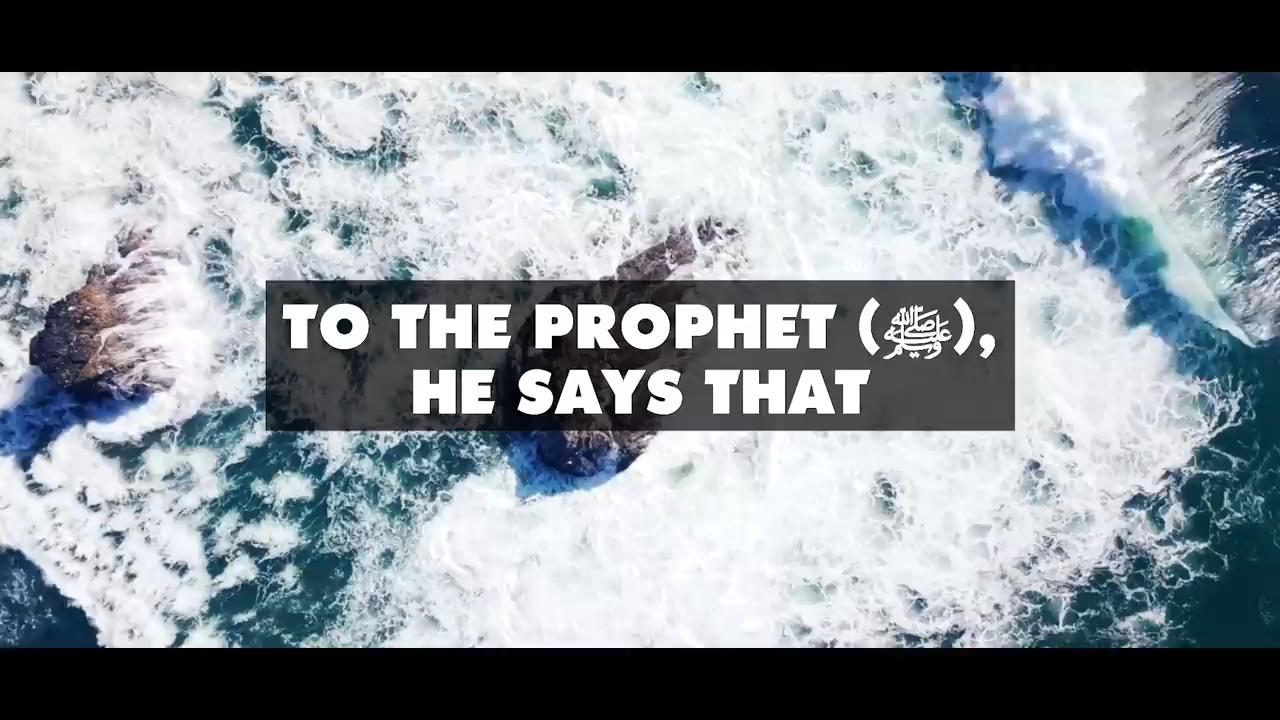 TO THE PROPHET (ﷺ),
HE SAYS THAT